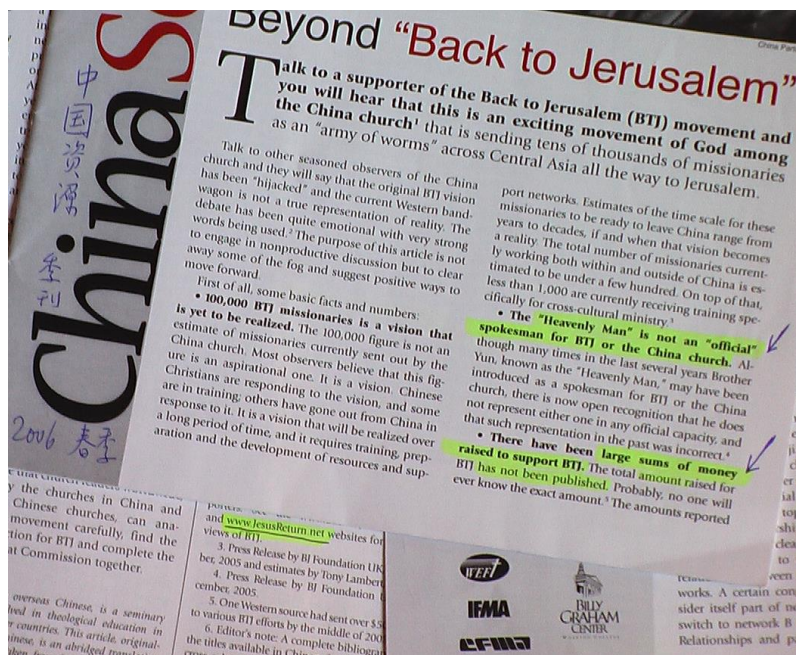 中国资源
季刊
2006 春季
China So
China Part
Beyond "Back to Jerusalem"
Talk to a supporter of the Back to Jerusalem (BTJ) movement and
you will hear that this is an exciting movement of God among
the China church¹ that is sending tens of thousands of missionaries
as an "army of worms" across Central Asia all the way to Jerusalem.
Talk to other seasoned observers of the China
church and they will say that the original BTJ vision
has been "hijacked" and the current Western band-
wagon is not a true representation of reality. The
debate has been quite emotional with very strong
words being used.² The purpose of this article is not
to engage in nonproductive discussion but to clear
away some of the fog and suggest positive ways to
move forward.
First of all, some basic facts and numbers:
• 100,000 BTJ missionaries is a vision that
is yet to be realized. The 100,000 figure is not an
estimate of missionaries currently sent out by the
China church. Most observers believe that this fig-
ure is an aspirational one. It is a vision. Chinese
Christians are responding to the vision, and some
are in training; others have gone out from China in
response to it. It is a vision that will be realized over
a long period of time, and it requires training, prep-
aration and the development of resources and sup-
port networks. Estimates of the time scale for these
missionaries to be ready to leave China range from
years to decades, if and when that vision becomes
a reality. The total number of missionaries current-
ly working both within and outside of China is es-
timated to be under a few hundred. On top of that,
less than 1,000 are currently receiving training spe-
cifically for cross-cultural ministry.³
• The "Heavenly Man" is not an "official"
spokesman for BTJ or the China church. Al-
though many times in the last several years Brother
Yun, known as the "Heavenly Man," may have been
introduced as a spokesman for BTJ or the China
church, there is now open recognition that he does
not represent either one in any official capacity, and
that such representation in the past was incorrect.⁴
• There have been large sums of money
raised to support BTJ. The total amount raised for
BTJ has not been published. Probably, no one will
ever know the exact amount.⁵ The amounts reported
y the churches in China and
Chinese churches, can ana-
movement carefully, find the
tion for BTJ and complete the
at Commission together.
overseas Chinese, is a seminary
lved in theological education in
r countries. This article, original-
inese, is an abridged
and www.JesusReturn.net websites for
views of BTJ.
3. Press Release by BJ Foundation UK
ber, 2005 and estimates by Tony Lambert
4. Press Release by BJ Foundation
cember, 2005.
5. One Western source had sent over $5
to various BTJ efforts by the middle of 200
6. Editor's note: A complete bibliogra
the titles available in
WEF
IFMA
EFMA
BILLY
GRAHAM
CENTER
works. A certain con
sider itself part of ne
switch to network B
Relationships and p